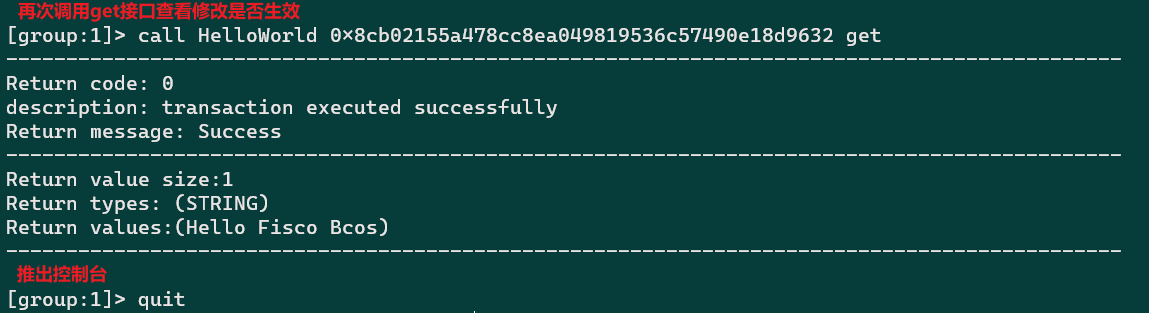 再次调用get接口查看修改是否生效
[group:1]> call HelloWorld 0×8cb02155a478cc8ea049819536c57490e18d9632 get
---------------------------------------------------------------------------------------------
Return code: 0
description: transaction executed successfully
Return message: Success
---------------------------------------------------------------------------------------------
Return value size:1
Return types: (STRING)
Return values:(Hello Fisco Bcos)
---------------------------------------------------------------------------------------------
推出控制台
[group:1]> quit